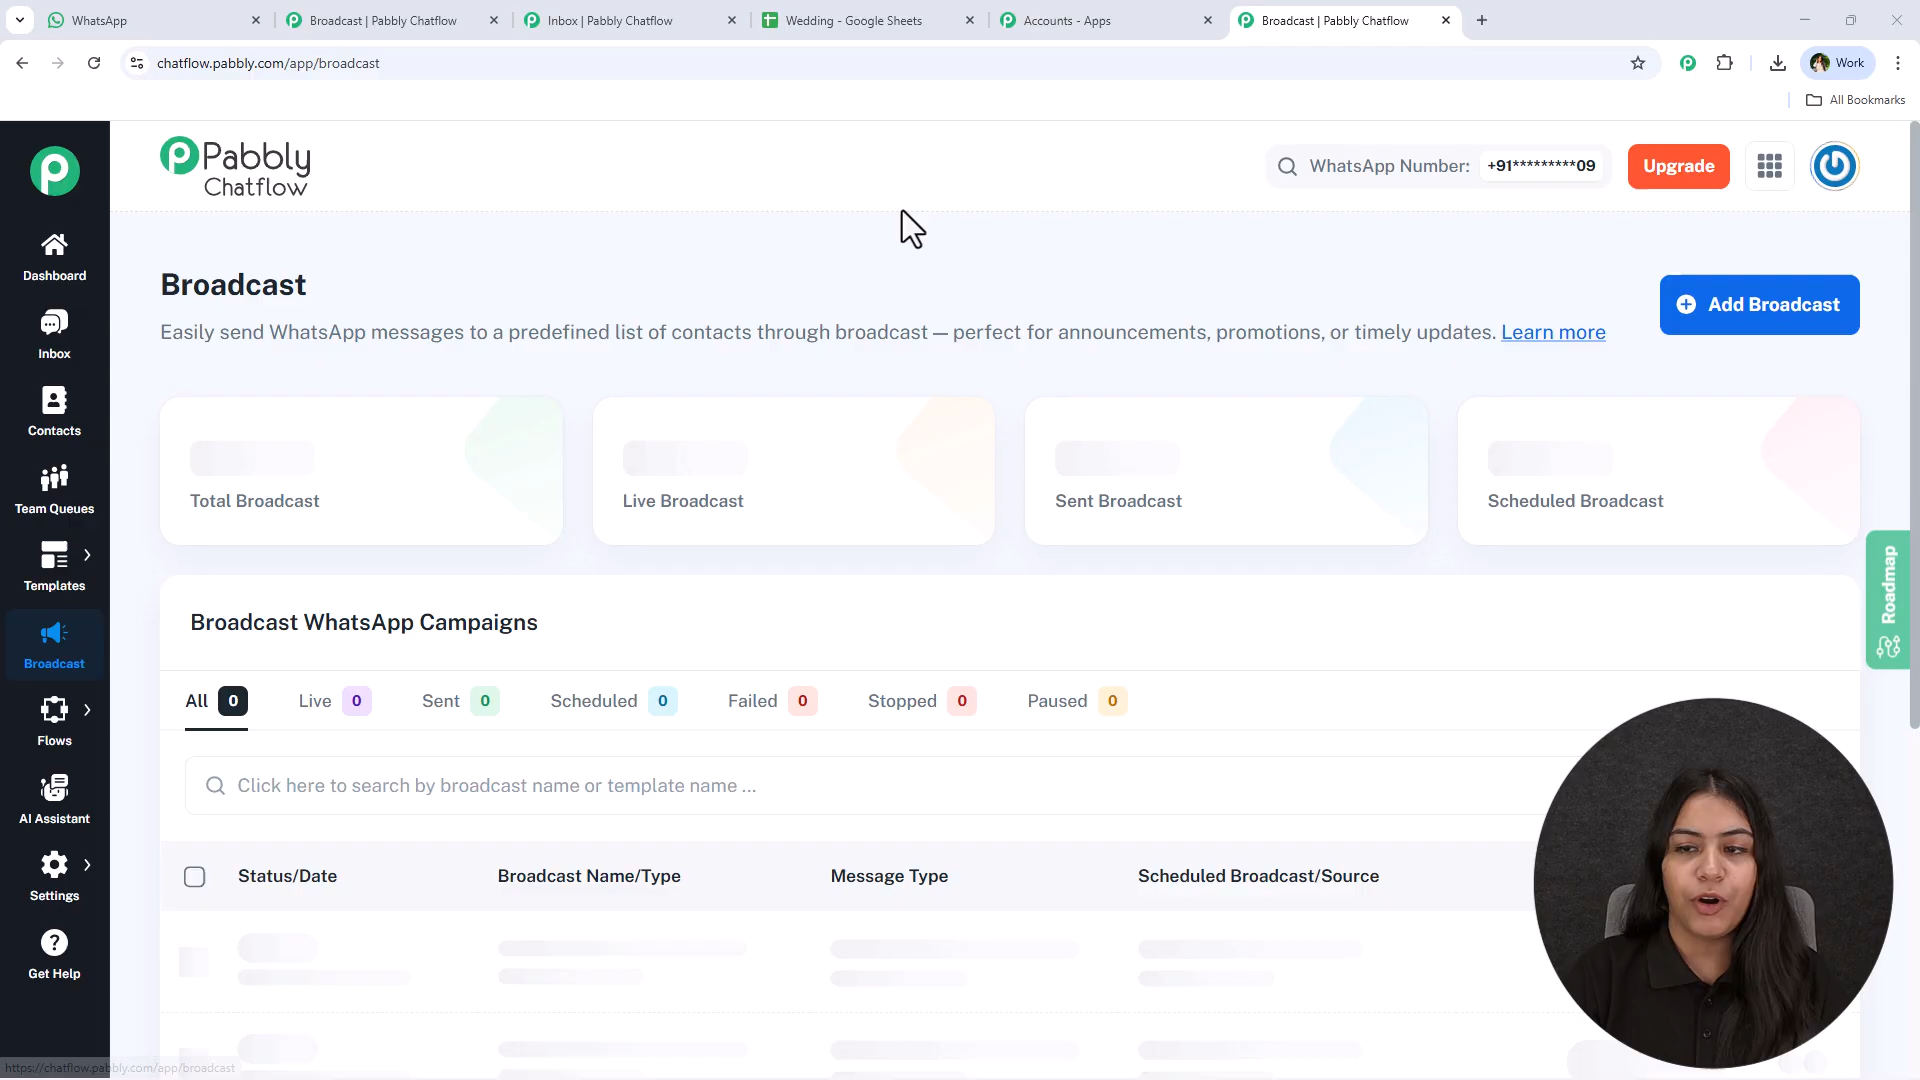 WhatsApp
Broadcast | Pabbly Chatflow
Inbox | Pabbly Chatflow
Wedding - Google Sheets
Accounts - Apps
Broadcast | Pabbly Chatflow
chatflow.pabbly.com/app/broadcast
Work
All Bookmarks
Pabbly
Chatflow
WhatsApp Number: +91*********09
Upgrade
Dashboard
Inbox
Contacts
Team Queues
Templates
Broadcast
Flows
AI Assistant
Settings
Get Help
Broadcast
Add Broadcast
Easily send WhatsApp messages to a predefined list of contacts through broadcast — perfect for announcements, promotions, or timely updates. Learn more
Total Broadcast
Live Broadcast
Sent Broadcast
Scheduled Broadcast
Roadmap
Broadcast WhatsApp Campaigns
All 0
Live 0
Sent 0
Scheduled 0
Failed 0
Stopped 0
Paused 0
Click here to search by broadcast name or template name ...
Status/Date
Broadcast Name/Type
Message Type
Scheduled Broadcast/Source
https://chatflow.pabbly.com/app/broadcast